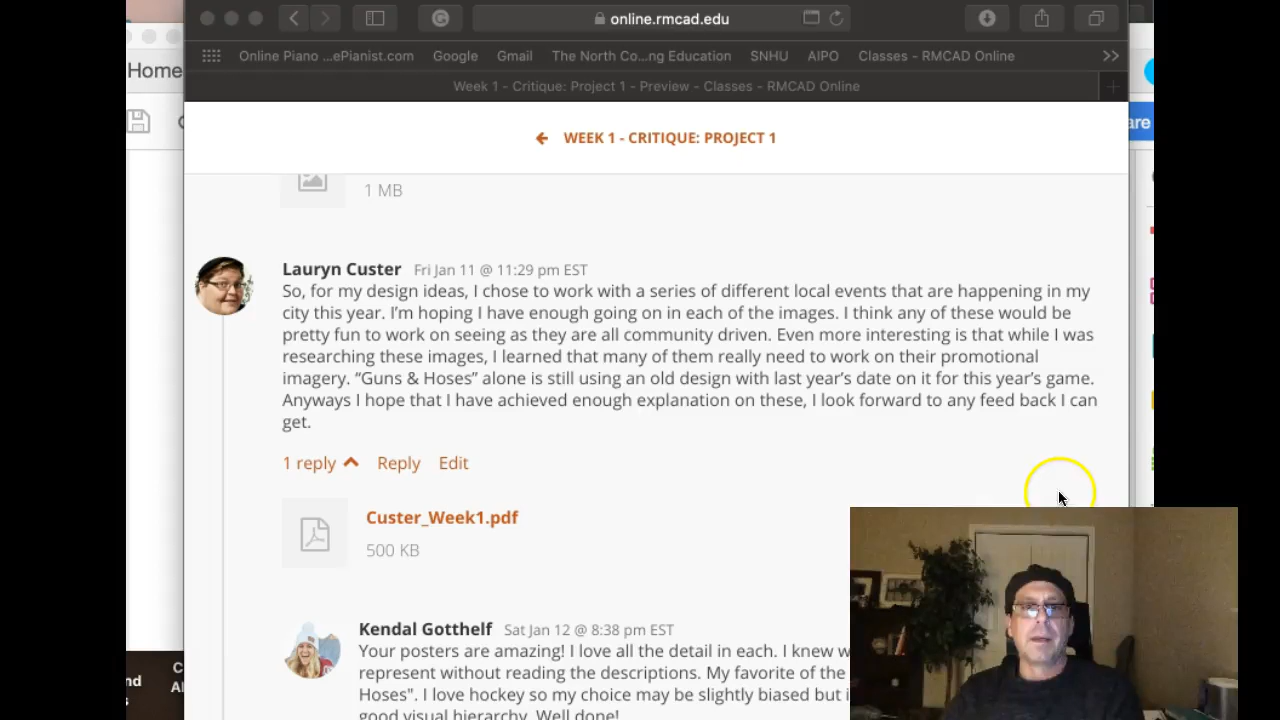 online.rmcad.edu
Online Piano ...ePianist.com Google Gmail The North Co...ng Education SNHU AIPO Classes - RMCAD Online >>
Home
Week 1 - Critique: Project 1 - Preview - Classes - RMCAD Online
are
WEEK 1 - CRITIQUE: PROJECT 1
1 MB
Lauryn Custer Fri Jan 11 @ 11:29 pm EST
So, for my design ideas, I chose to work with a series of different local events that are happening in my
city this year. I'm hoping I have enough going on in each of the images. I think any of these would be
pretty fun to work on seeing as they are all community driven. Even more interesting is that while I was
researching these images, I learned that many of them really need to work on their promotional
imagery. “Guns & Hoses” alone is still using an old design with last year's date on it for this year's game.
Anyways I hope that I have achieved enough explanation on these, I look forward to any feed back I can
get.
1 reply Reply Edit
Custer_Week1.pdf
500 KB
Kendal Gotthelf Sat Jan 12 @ 8:38 pm EST
Your posters are amazing! I love all the detail in each. I knew w
represent without reading the descriptions. My favorite of the
Hoses". I love hockey so my choice may be slightly biased but i
good visual hierarchy. Well done!